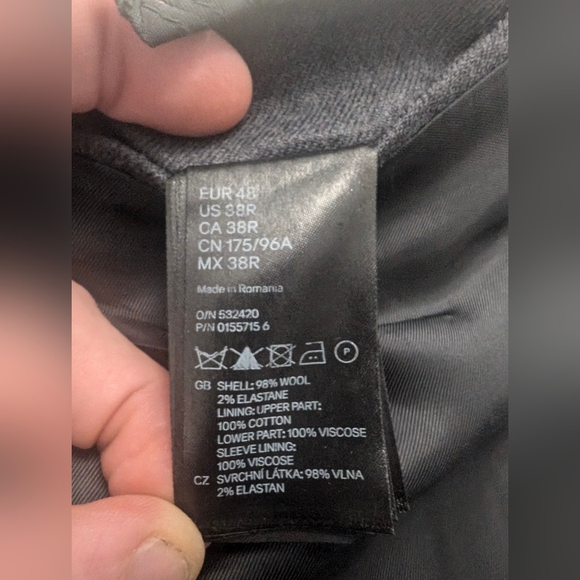 EUR 48
US 38R
CA 38R
CN 175/96A
MX 38R
Made in Romania
O/N 532420
P/N 0155715 6
P
GB SHELL: 98% WOOL
2% ELASTANE
LINING: UPPER PART:
100% COTTON
LOWER PART: 100% VISCOSE
SLEEVE LINING:
100% VISCOSE
CZ SVRCHNÍ LÁTKA: 98% VLNA
2% ELASTAN